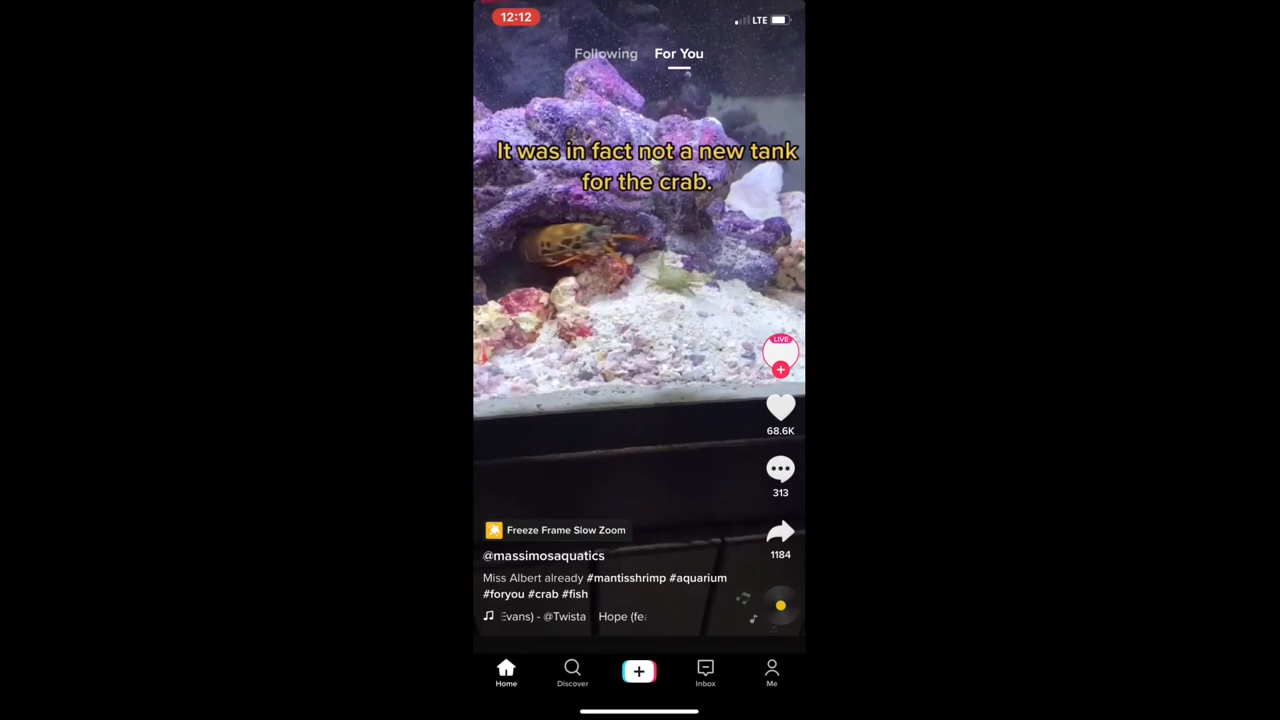 12:12
LTE
Following For You
It was in fact not a new tank
for the crab.
LIVE
68.6K
313
1184
Freeze Frame Slow Zoom
@massimosaquatics
Miss Albert already #mantisshrimp #aquarium
#foryou #crab #fish
Evans) - @Twista Hope (fe
Home Discover Inbox Me